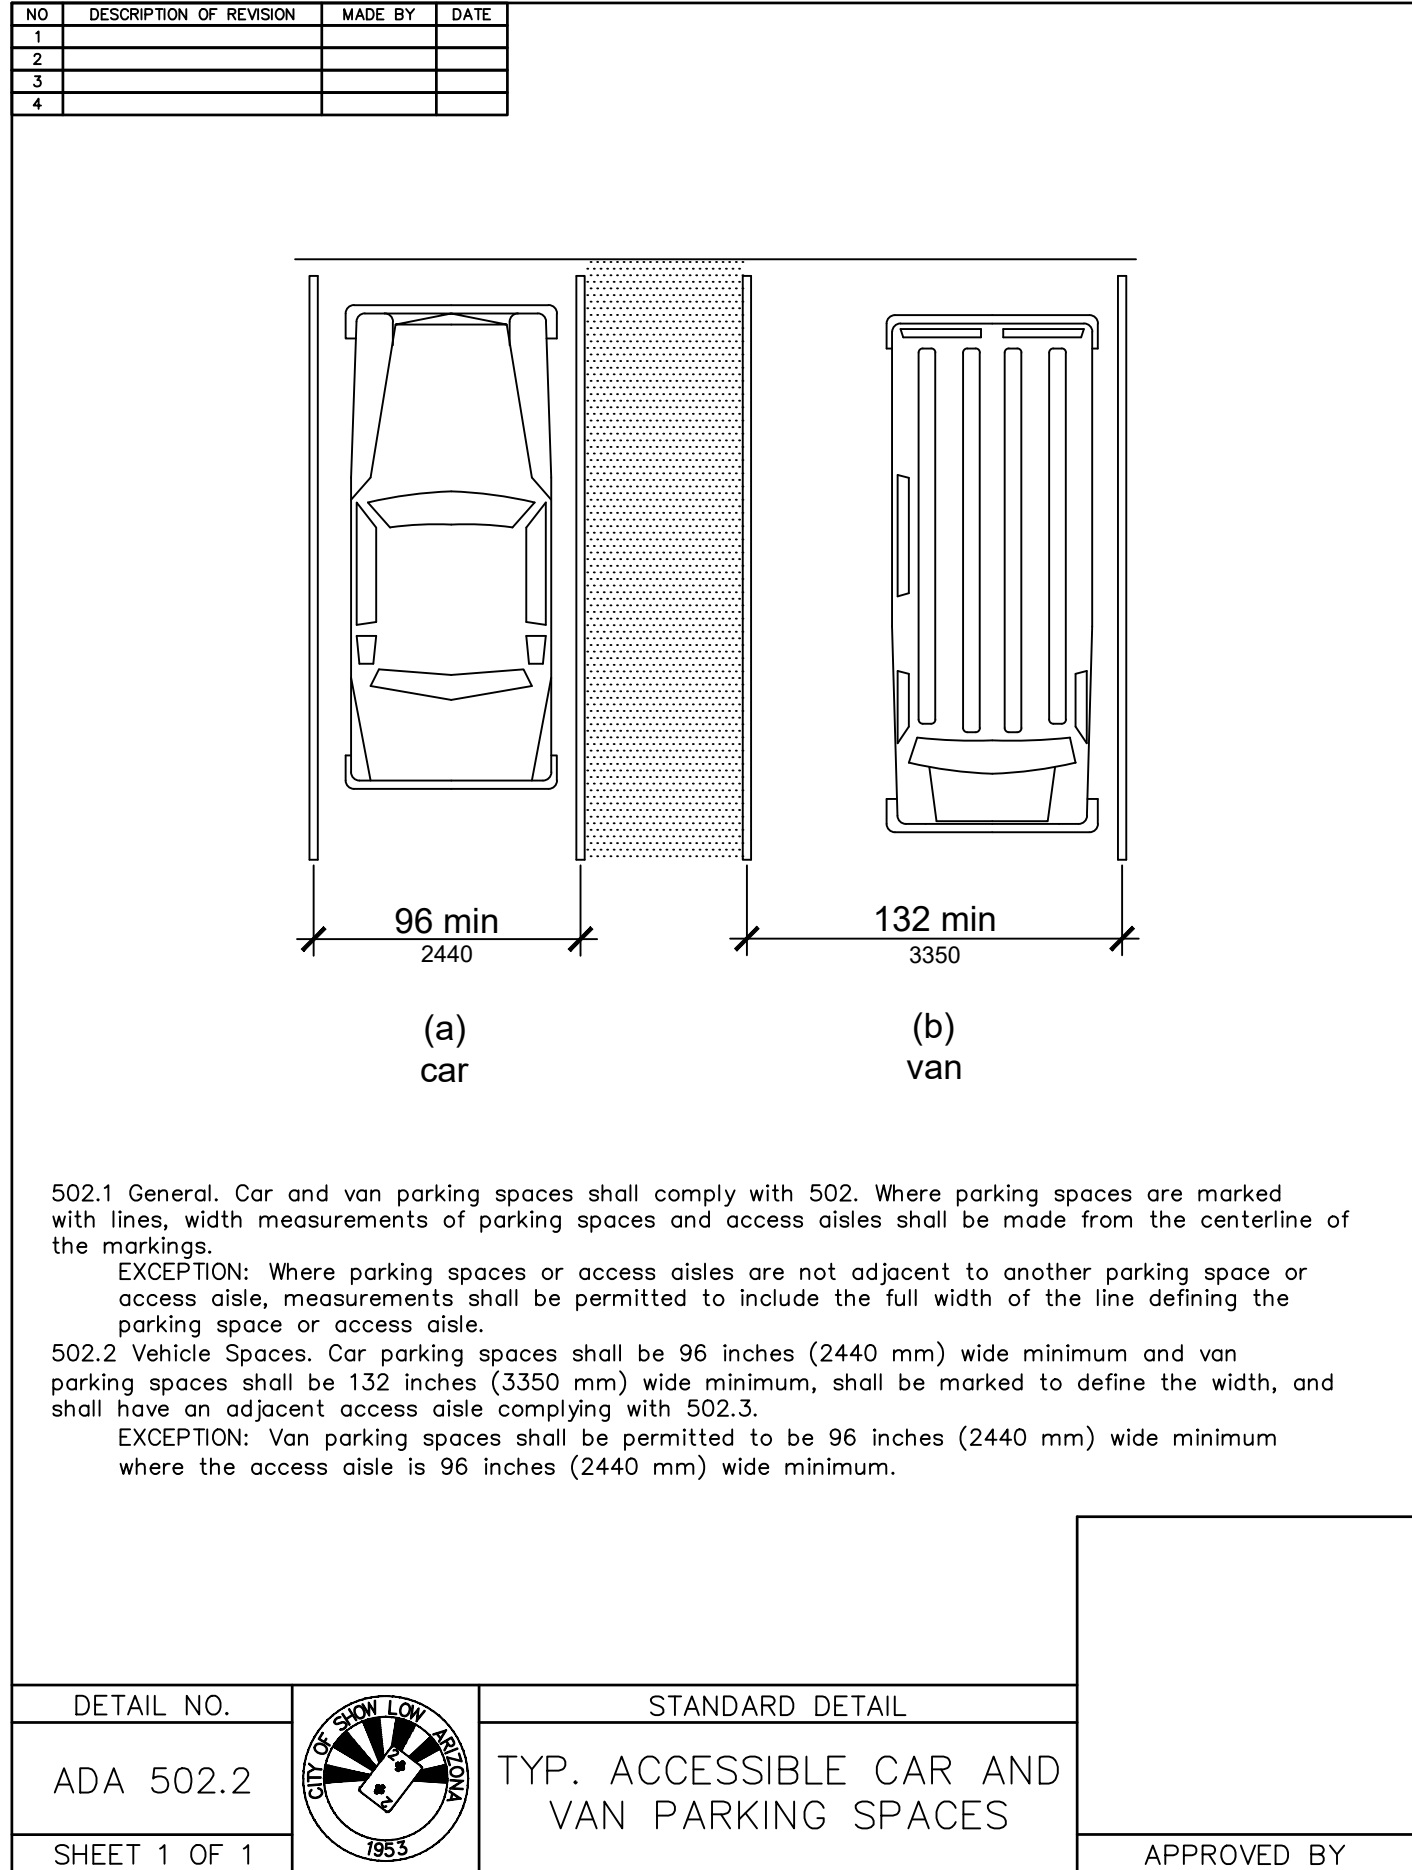 NO DESCRIPTION OF REVISION MADE BY DATE
1
2
3
4
96 min
2440
132 min
3350
(a)
car
(b)
van
502.1 General. Car and van parking spaces shall comply with 502. Where parking spaces are marked
with lines, width measurements of parking spaces and access aisles shall be made from the centerline of
the markings.
EXCEPTION: Where parking spaces or access aisles are not adjacent to another parking space or
access aisle, measurements shall be permitted to include the full width of the line defining the
parking space or access aisle.
502.2 Vehicle Spaces. Car parking spaces shall be 96 inches (2440 mm) wide minimum and van
parking spaces shall be 132 inches (3350 mm) wide minimum, shall be marked to define the width, and
shall have an adjacent access aisle complying with 502.3.
EXCEPTION: Van parking spaces shall be permitted to be 96 inches (2440 mm) wide minimum
where the access aisle is 96 inches (2440 mm) wide minimum.
DETAIL NO.
ADA 502.2
SHEET 1 OF 1
CITY OF SHOW LOW ARIZONA
2
2
1953
STANDARD DETAIL
TYP. ACCESSIBLE CAR AND
VAN PARKING SPACES
APPROVED BY